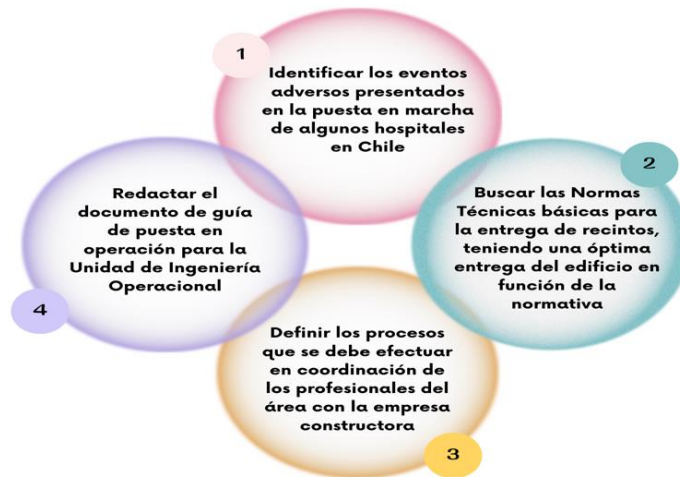 1
Identificar los eventos
adversos presentados
en la puesta en marcha
de algunos hospitales
en Chile
2
Buscar las Normas
Técnicas básicas para
la entrega de recintos,
teniendo una óptima
entrega del edificio en
función de la
normativa
3
Definir los procesos
que se debe efectuar
en coordinación de
los profesionales del
área con la empresa
constructora
4
Redactar el
documento de guía
de puesta en
operación para la
Unidad de Ingeniería
Operacional